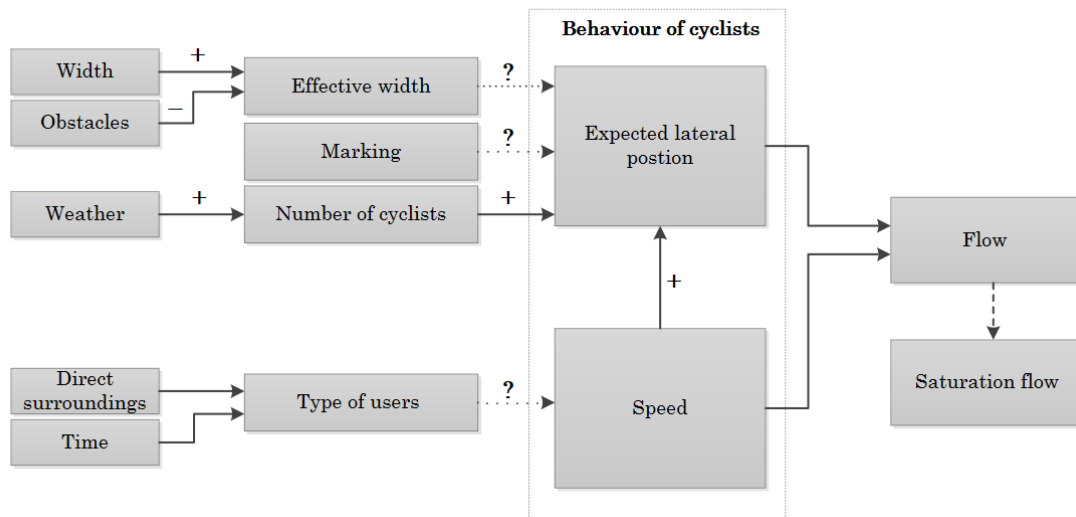 Behaviour of cyclists
Width
+
Effective width
?
Obstacles
−
Expected lateral
postion
Marking
?
Weather
+
Number of cyclists
+
Flow
+
Saturation flow
Direct
surroundings
Type of users
?
Speed
Time